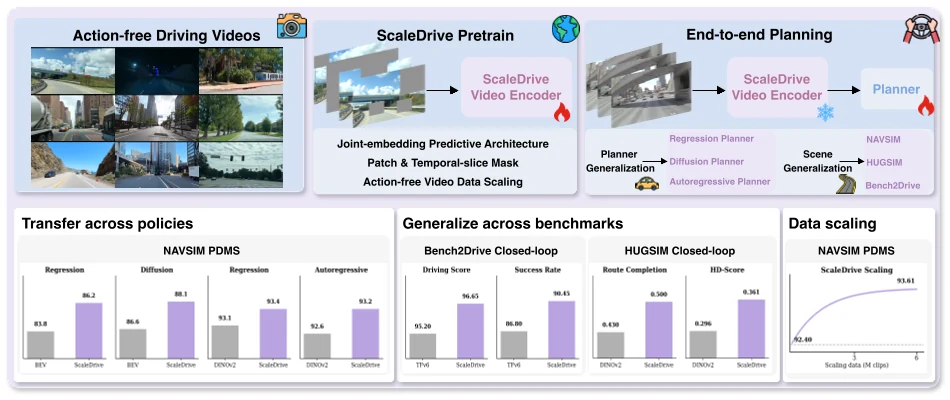 Action-free Driving Videos
ScaleDrive Pretrain
ScaleDrive
Video Encoder
Joint-embedding Predictive Architecture
Patch & Temporal-slice Mask
Action-free Video Data Scaling
End-to-end Planning
ScaleDrive
Video Encoder
Planner
Planner
Generalization
Regression Planner
Diffusion Planner
Autoregressive Planner
Scene
Generalization
NAVSIM
HUGSIM
Bench2Drive
Transfer across policies
NAVSIM PDMS
Regression
83.8
86.2
BEV ScaleDrive
Diffusion
86.6
88.1
BEV ScaleDrive
Regression
93.1
93.4
DINOv2 ScaleDrive
Autoregressive
92.6
93.2
DINOv2 ScaleDrive
Generalize across benchmarks
Bench2Drive Closed-loop
Driving Score
95.20
96.65
TFv6 ScaleDrive
Success Rate
86.80
90.45
TFv6 ScaleDrive
HUGSIM Closed-loop
Route Completion
0.430
0.500
DINOv2 ScaleDrive
HD-Score
0.296
0.361
DINOv2 ScaleDrive
Data scaling
NAVSIM PDMS
ScaleDrive Scaling
93.61
92.40
3 6
Scaling data (M clips)